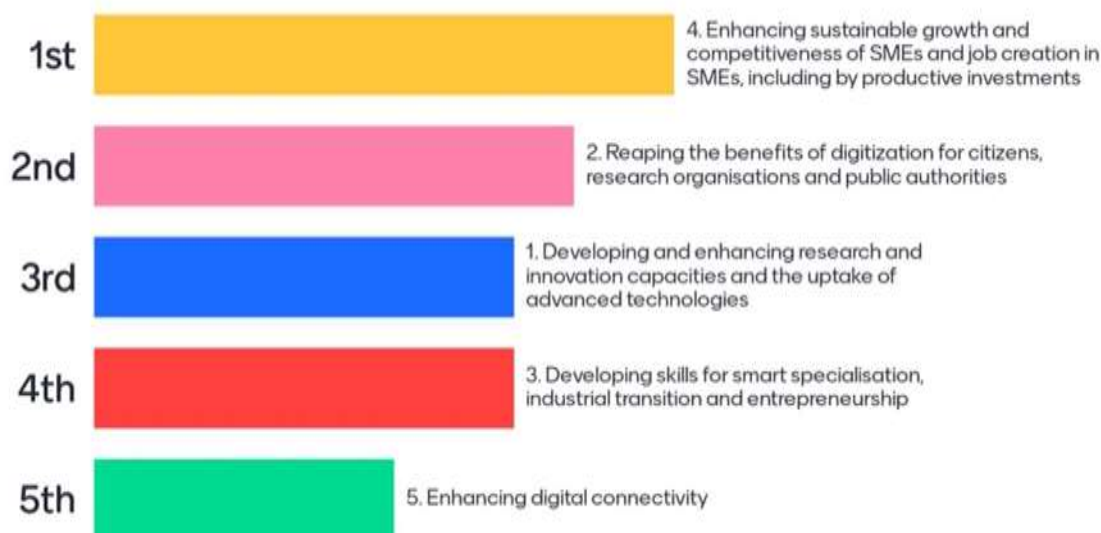 1st
4. Enhancing sustainable growth and
competitiveness of SMEs and job creation in
SMEs, including by productive investments
2nd
2. Reaping the benefits of digitization for citizens,
research organisations and public authorities
3rd
1. Developing and enhancing research and
innovation capacities and the uptake of
advanced technologies
4th
3. Developing skills for smart specialisation,
industrial transition and entrepreneurship
5th
5. Enhancing digital connectivity